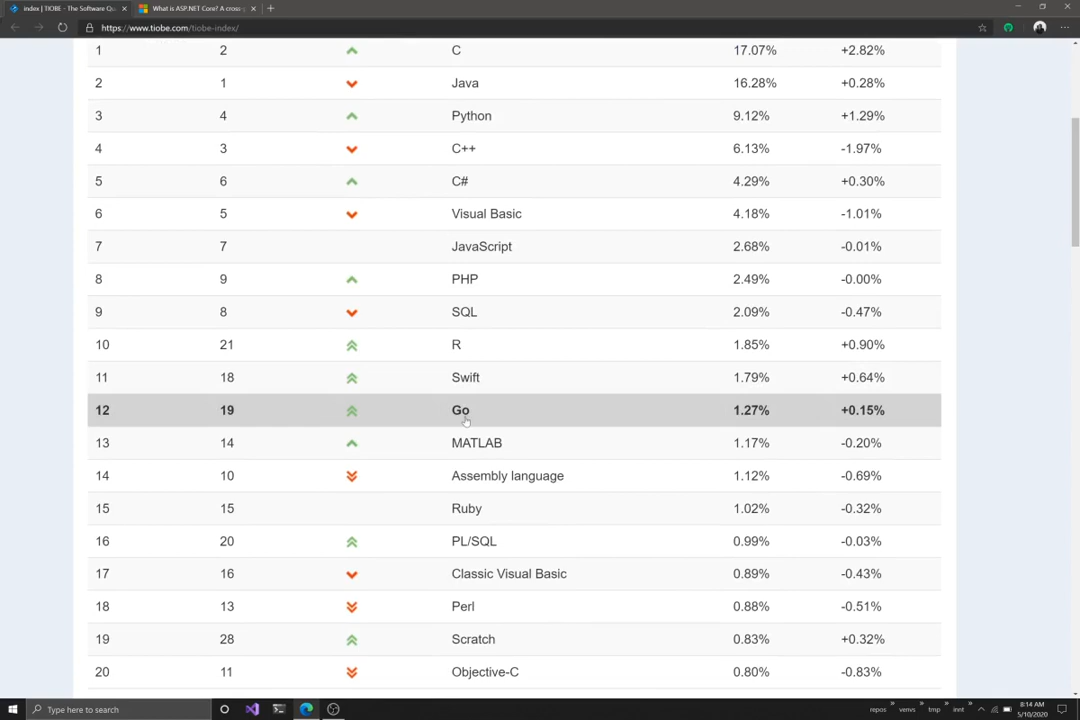 index | TIOBE - The Software Qu
What is ASP.NET Core? A cross-p
https://www.tiobe.com/tiobe-index/
1 2 C 17.07% +2.82%
2 1 Java 16.28% +0.28%
3 4 Python 9.12% +1.29%
4 3 C++ 6.13% -1.97%
5 6 C# 4.29% +0.30%
6 5 Visual Basic 4.18% -1.01%
7 7 JavaScript 2.68% -0.01%
8 9 PHP 2.49% -0.00%
9 8 SQL 2.09% -0.47%
10 21 R 1.85% +0.90%
11 18 Swift 1.79% +0.64%
12 19 Go 1.27% +0.15%
13 14 MATLAB 1.17% -0.20%
14 10 Assembly language 1.12% -0.69%
15 15 Ruby 1.02% -0.32%
16 20 PL/SQL 0.99% -0.03%
17 16 Classic Visual Basic 0.89% -0.43%
18 13 Perl 0.88% -0.51%
19 28 Scratch 0.83% +0.32%
20 11 Objective-C 0.80% -0.83%
Type here to search
repos venvs tmp
8:14 AM
5/10/2020